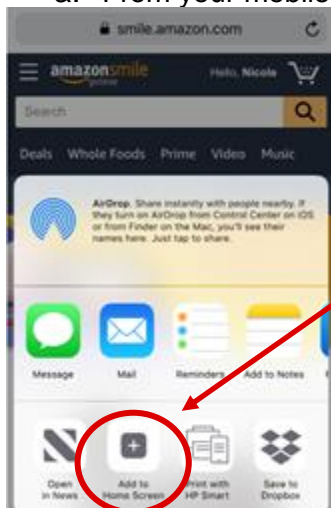 a. From your mobile
smile.amazon.com
amazonsmile
prime
Hello, Nicole
Search
Deals Whole Foods Prime Video Music
AirDrop. Share instantly with people nearby. If
they turn on AirDrop from Control Center on iOS
or from Finder on the Mac, you'll see their
names here. Just tap to share.
Message Mail Reminders Add to Notes
Open
in News
Add to
Home Screen
Print with
HP Smart
Save to
Dropbox